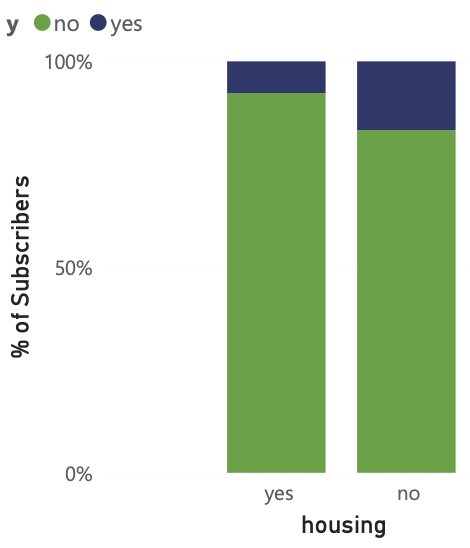 y no yes
100%
50%
0%
% of Subscribers
yes no
housing